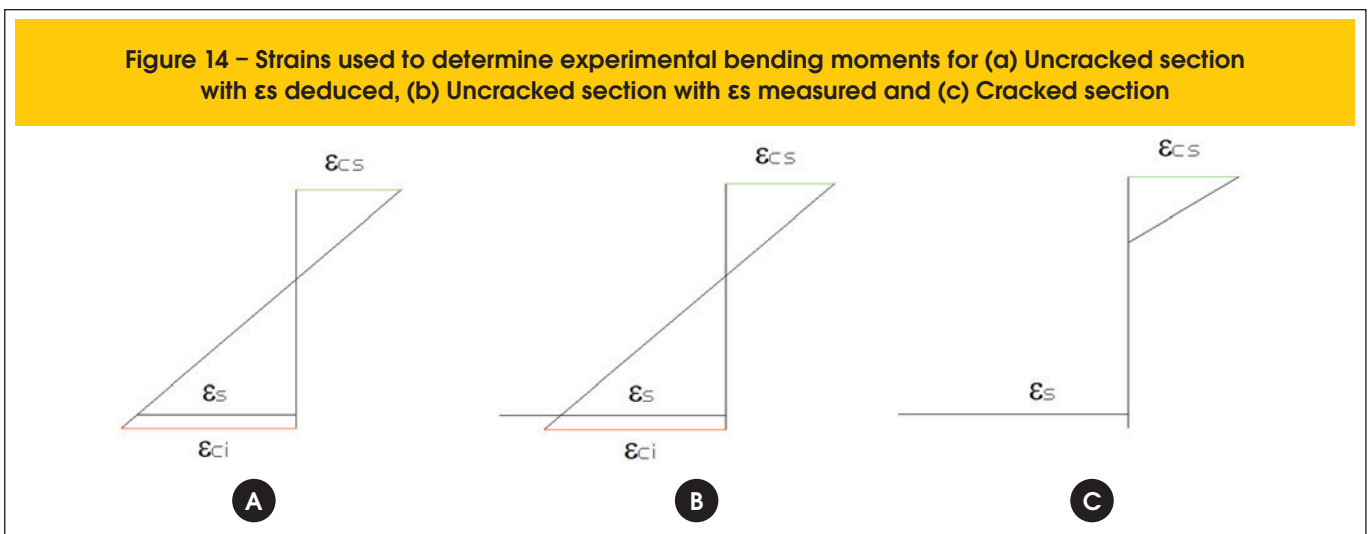 Figure 14 – Strains used to determine experimental bending moments for (a) Uncracked section
with εs deduced, (b) Uncracked section with εs measured and (c) Cracked section
εcs
εcs
εcs
εs
εs
εs
εci
εci
A
B
C